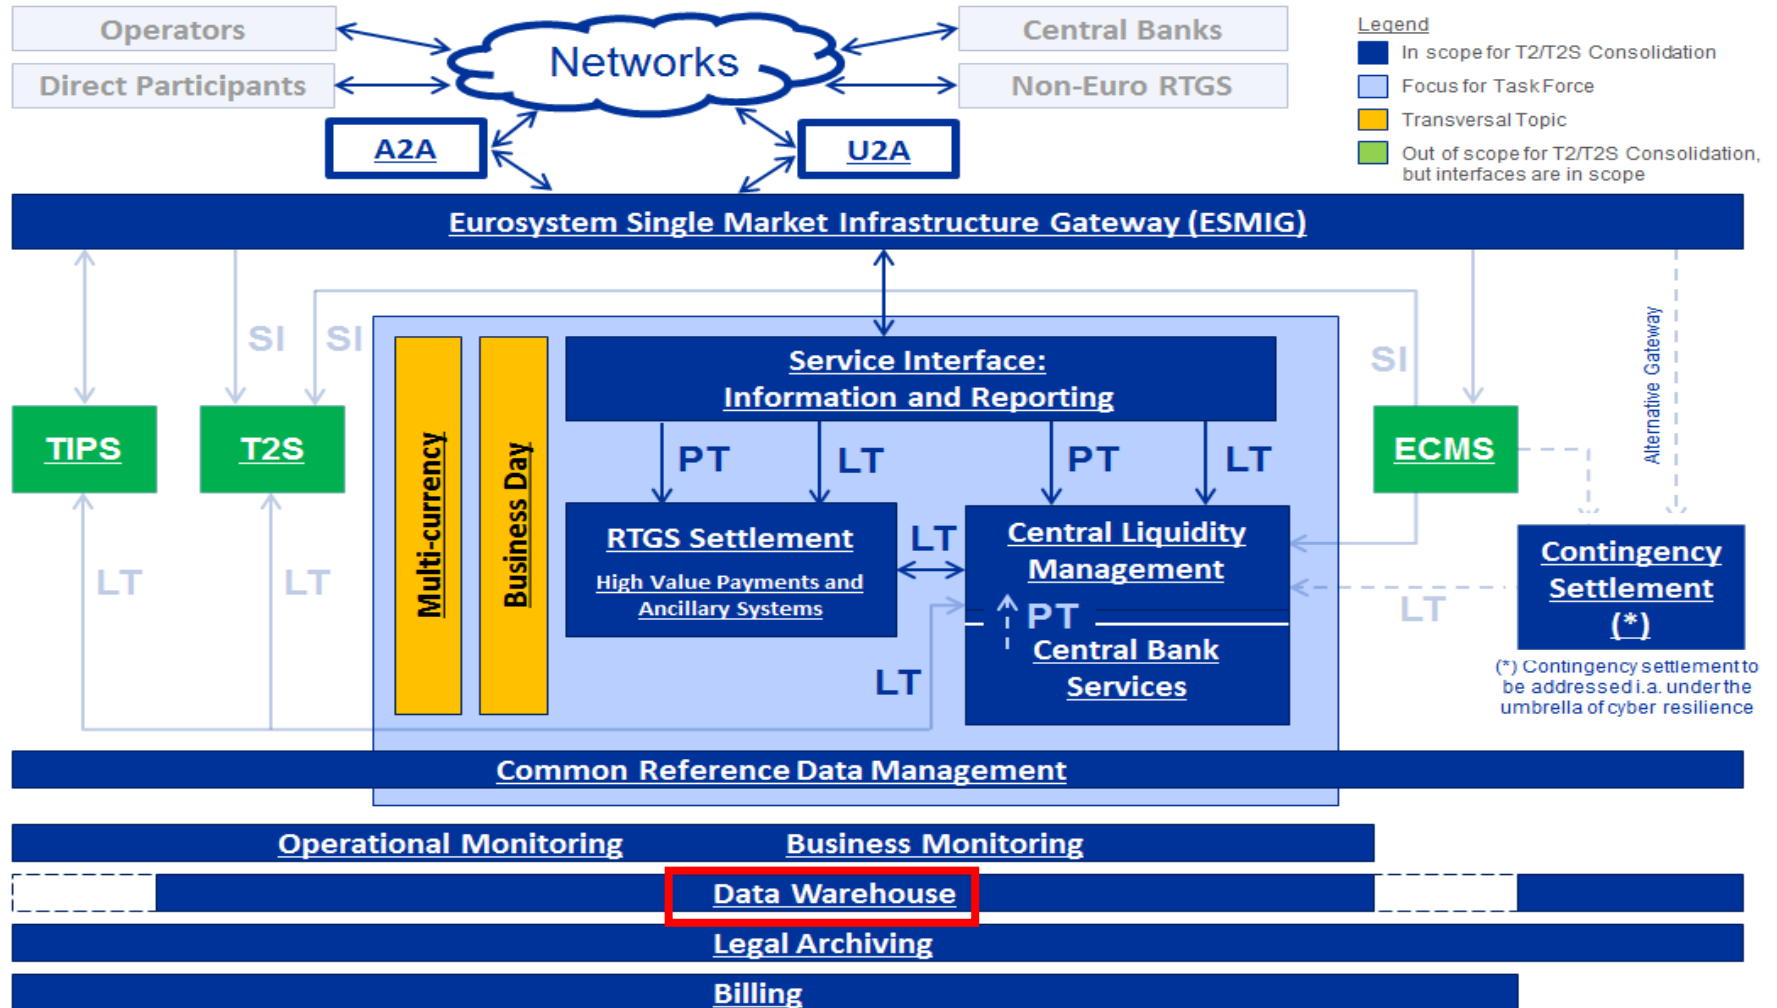 Operators
Direct Participants
Networks
Central Banks
Non-Euro RTGS
Legend
In scope for T2/T2S Consolidation
Focus for Task Force
Transversal Topic
Out of scope for T2/T2S Consolidation,
but interfaces are in scope
A2A
U2A
Eurosystem Single Market Infrastructure Gateway (ESMIG)
SI
SI
SI
Alternative Gateway
Service Interface:
Information and Reporting
TIPS
T2S
Multi-currency
Business Day
PT
LT
PT
LT
ECMS
RTGS Settlement
High Value Payments and
Ancillary Systems
LT
Central Liquidity
Management
PT
Central Bank
Services
LT
LT
LT
LT
Contingency
Settlement
(*)
(*) Contingency settlement to
be addressed i.a. under the
umbrella of cyber resilience
Common Reference Data Management
Operational Monitoring
Business Monitoring
Data Warehouse
Legal Archiving
Billing